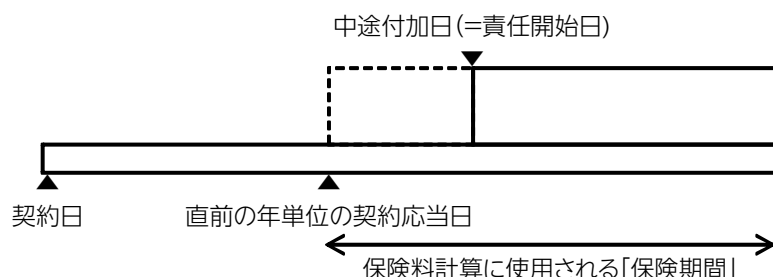 中途付加日(=責任開始日)
契約日
直前の年単位の契約応当日
保険料計算に使用される「保険期間」